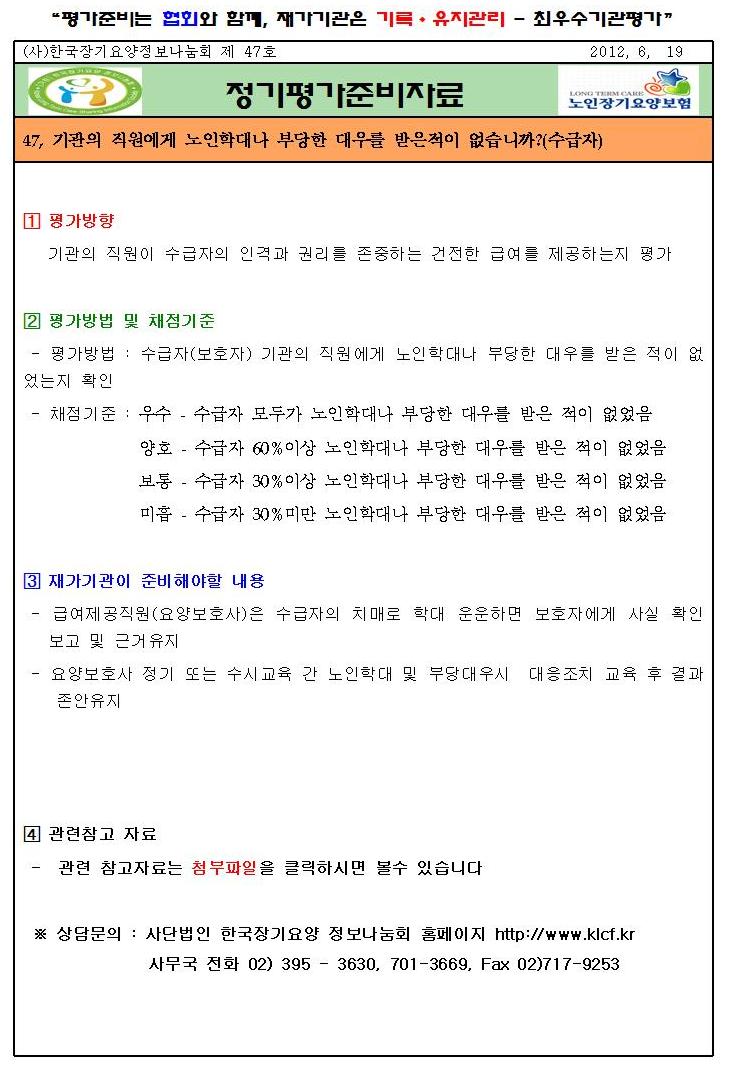 “평가준비는 협회와 함께, 재가기관은 기록·유지관리 - 최우수기관평가”
(사)한국장기요양정보나눔회 제 47호 2012, 6, 19
정기평가준비자료
LONG TERM CARE
노인장기요양보험
47, 기관의 직원에게 노인학대나 부당한 대우를 받은적이 없습니까?(수급자)
1 평가방향
기관의 직원이 수급자의 인격과 권리를 존중하는 건전한 급여를 제공하는지 평가
2 평가방법 및 채점기준
- 평가방법 : 수급자(보호자) 기관의 직원에게 노인학대나 부당한 대우를 받은 적이 없
었는지 확인
- 채점기준 : 우수 - 수급자 모두가 노인학대나 부당한 대우를 받은 적이 없었음
양호 - 수급자 60%이상 노인학대나 부당한 대우를 받은 적이 없었음
보통 - 수급자 30%이상 노인학대나 부당한 대우를 받은 적이 없었음
미흡 - 수급자 30%미만 노인학대나 부당한 대우를 받은 적이 없었음
3 재가기관이 준비해야할 내용
- 급여제공직원(요양보호사)은 수급자의 치매로 학대 운운하면 보호자에게 사실 확인
보고 및 근거유지
- 요양보호사 정기 또는 수시교육 간 노인학대 및 부당대우시 대응조치 교육 후 결과
존안유지
4 관련참고 자료
- 관련 참고자료는 첨부파일을 클릭하시면 볼수 있습니다
※ 상담문의 : 사단법인 한국장기요양 정보나눔회 홈페이지 http://www.klcf.kr
사무국 전화 02) 395 - 3630, 701-3669, Fax 02)717-9253